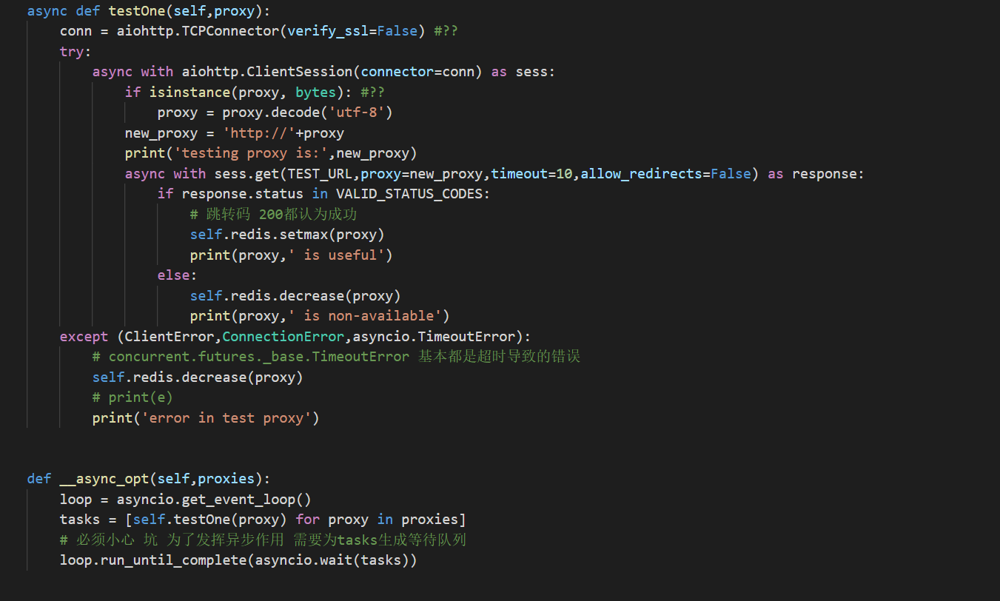 async def testOne(self,proxy):
    conn = aiohttp.TCPConnector(verify_ssl=False) #??
    try:
        async with aiohttp.ClientSession(connector=conn) as sess:
            if isinstance(proxy, bytes): #??
                proxy = proxy.decode('utf-8')
            new_proxy = 'http://'+proxy
            print('testing proxy is:',new_proxy)
            async with sess.get(TEST_URL,proxy=new_proxy,timeout=10,allow_redirects=False) as response:
                if response.status in VALID_STATUS_CODES:
                    # 跳转码 200都认为成功
                    self.redis.setmax(proxy)
                    print(proxy,' is useful')
                else:
                    self.redis.decrease(proxy)
                    print(proxy,' is non-available')
    except (ClientError,ConnectionError,asyncio.TimeoutError):
        # concurrent.futures._base.TimeoutError 基本都是超时导致的错误
        self.redis.decrease(proxy)
        # print(e)
        print('error in test proxy')
def __async_opt(self,proxies):
    loop = asyncio.get_event_loop()
    tasks = [self.testOne(proxy) for proxy in proxies]
    # 必须小心 坑 为了发挥异步作用 需要为tasks生成等待队列
    loop.run_until_complete(asyncio.wait(tasks))